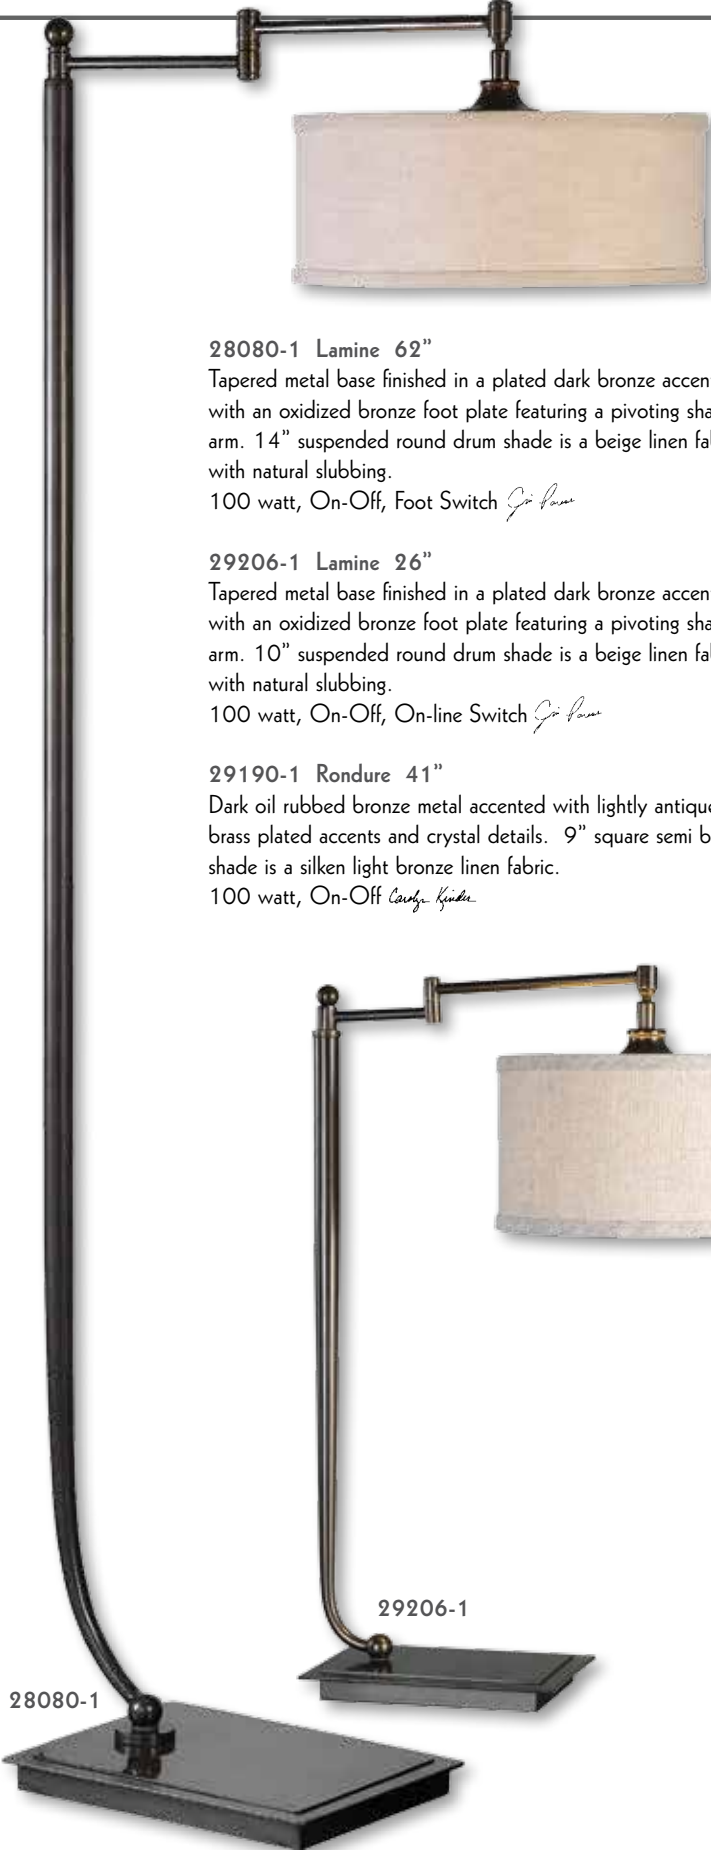 28080-1 Lamine 62”
Tapered metal base finished in a plated dark bronze accen
with an oxidized bronze foot plate featuring a pivoting sha
arm. 14” suspended round drum shade is a beige linen fa
with natural slubbing.
100 watt, On-Off, Foot Switch
29206-1 Lamine 26”
Tapered metal base finished in a plated dark bronze accen
with an oxidized bronze foot plate featuring a pivoting sha
arm. 10” suspended round drum shade is a beige linen fa
with natural slubbing.
100 watt, On-Off, On-line Switch
29190-1 Rondure 41”
Dark oil rubbed bronze metal accented with lightly antique
brass plated accents and crystal details. 9” square semi b
shade is a silken light bronze linen fabric.
100 watt, On-Off Carolyn Kinder
29206-1
28080-1